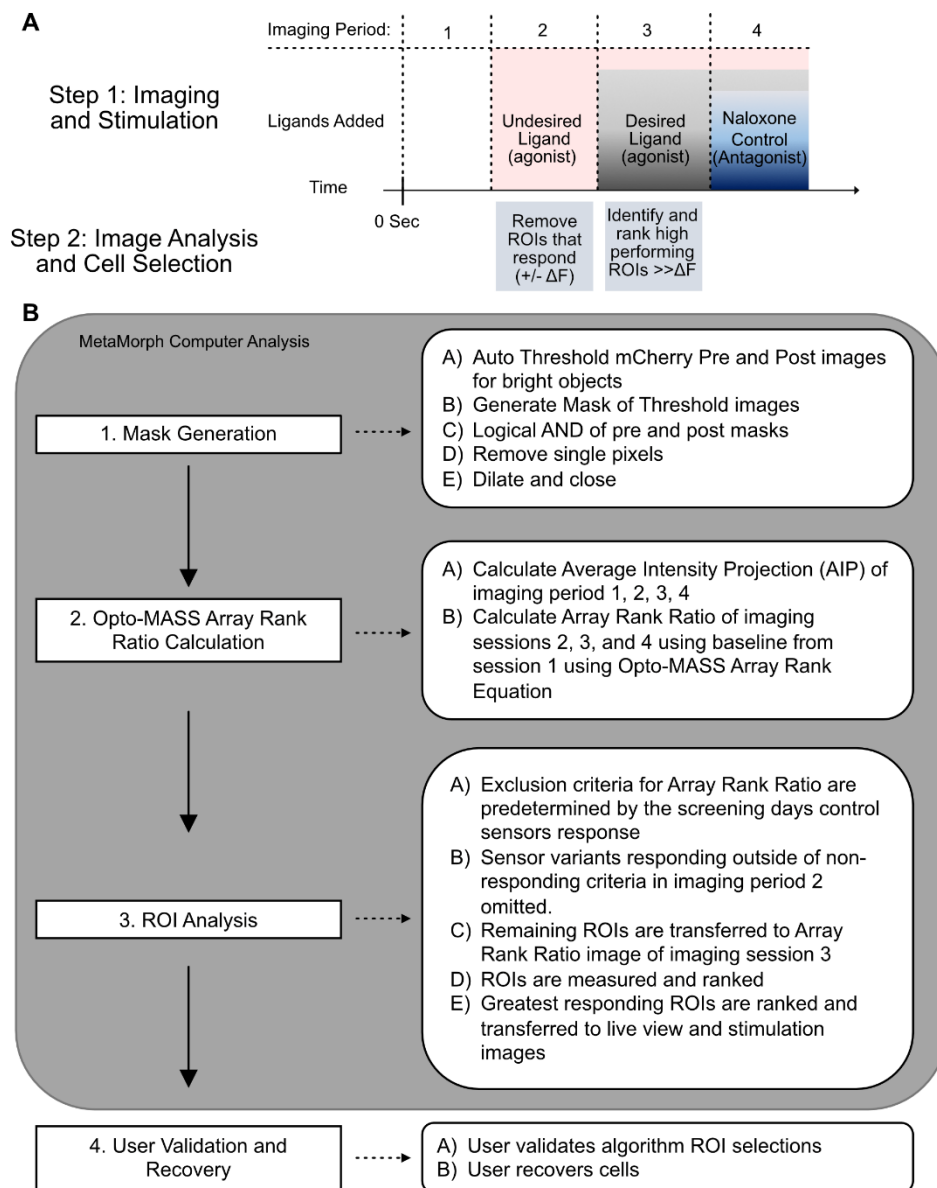 A
Imaging Period: 1 2 3 4
Step 1: Imaging
and Stimulation
Ligands Added
Undesired
Ligand
(agonist)
Desired
Ligand
(agonist)
Naloxone
Control
(Antagonist)
Time
0 Sec
Step 2: Image Analysis
and Cell Selection
Remove
ROIs that
respond
(+/- ΔF)
Identify and
rank high
performing
ROIs >>ΔF
B
MetaMorph Computer Analysis
1. Mask Generation
A) Auto Threshold mCherry Pre and Post images
for bright objects
B) Generate Mask of Threshold images
C) Logical AND of pre and post masks
D) Remove single pixels
E) Dilate and close
2. Opto-MASS Array Rank
Ratio Calculation
A) Calculate Average Intensity Projection (AIP) of
imaging period 1, 2, 3, 4
B) Calculate Array Rank Ratio of imaging
sessions 2, 3, and 4 using baseline from
session 1 using Opto-MASS Array Rank
Equation
3. ROI Analysis
A) Exclusion criteria for Array Rank Ratio are
predetermined by the screening days control
sensors response
B) Sensor variants responding outside of non-
responding criteria in imaging period 2
omitted.
C) Remaining ROIs are transferred to Array
Rank Ratio image of imaging session 3
D) ROIs are measured and ranked
E) Greatest responding ROIs are ranked and
transferred to live view and stimulation
images
4. User Validation and
Recovery
A) User validates algorithm ROI selections
B) User recovers cells